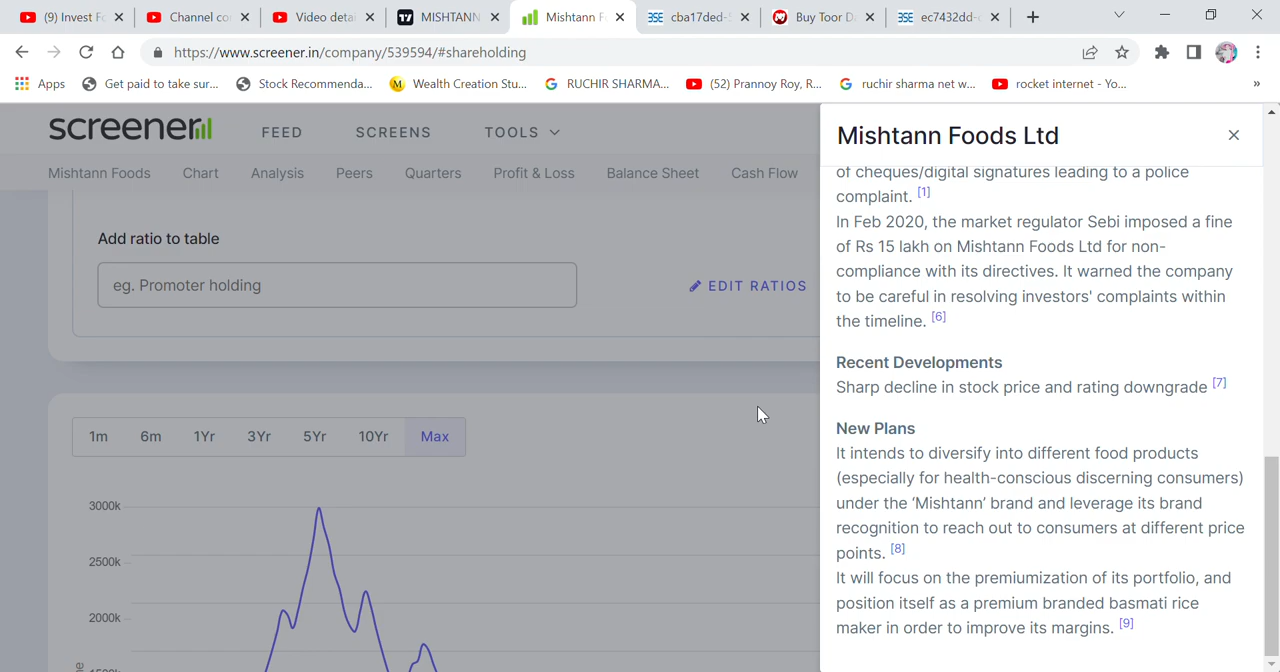 (9) Invest Fo
Channel co
Video detai
MISHTANN
Mishtann F
BSE cba17ded-5
Buy Toor Da
BSE ec7432dd-c
https://www.screener.in/company/539594/#shareholding
Apps
Get paid to take sur...
Stock Recommenda...
Wealth Creation Stu...
RUCHIR SHARMA...
(52) Prannoy Roy, R...
ruchir sharma net w...
rocket internet - Yo...
»
screener
FEED
SCREENS
TOOLS
Mishtann Foods
Chart
Analysis
Peers
Quarters
Profit & Loss
Balance Sheet
Cash Flow
Add ratio to table
eg. Promoter holding
EDIT RATIOS
1m
6m
1Yr
3Yr
5Yr
10Yr
Max
3000k
2500k
2000k
Mishtann Foods Ltd
of cheques/digital signatures leading to a police
complaint. [1]
In Feb 2020, the market regulator Sebi imposed a fine
of Rs 15 lakh on Mishtann Foods Ltd for non-
compliance with its directives. It warned the company
to be careful in resolving investors' complaints within
the timeline. [6]
Recent Developments
Sharp decline in stock price and rating downgrade [7]
New Plans
It intends to diversify into different food products
(especially for health-conscious discerning consumers)
under the ‘Mishtann’ brand and leverage its brand
recognition to reach out to consumers at different price
points. [8]
It will focus on the premiumization of its portfolio, and
position itself as a premium branded basmati rice
maker in order to improve its margins. [9]